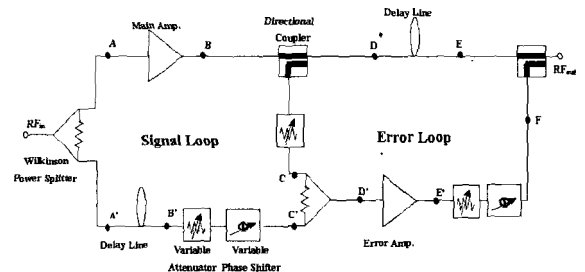 Delay Line
Main Amp.
Directional
Coupler
A
B
D
E
RFout
RFin
Signal Loop
Error Loop
F
Wilkinson
Power Splitter
C
A'
B'
C'
D'
E'
Delay Line
Variable
Variable
Attenuator Phase Shifter
Error Amp.